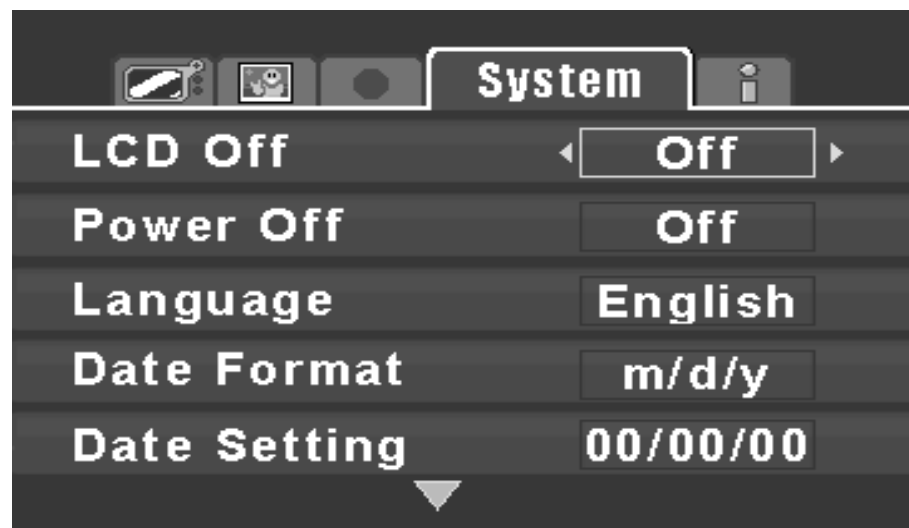 System
LCD Off Off
Power Off Off
Language English
Date Format m/d/y
Date Setting 00/00/00